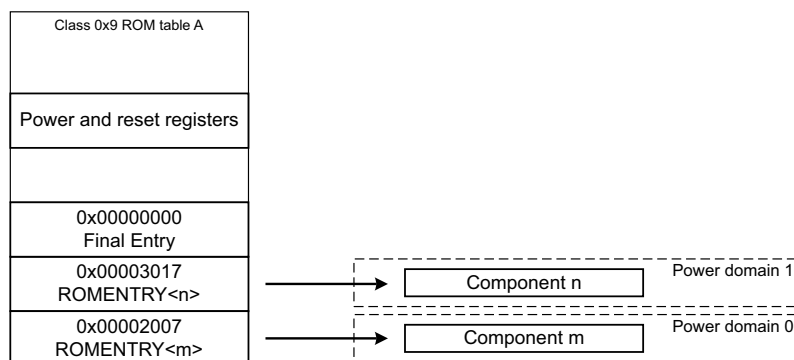 Class 0x9 ROM table A
Power and reset registers
0x00000000
Final Entry
0x00003017
ROMENTRY<n>
Component n
Power domain 1
0x00002007
ROMENTRY<m>
Component m
Power domain 0